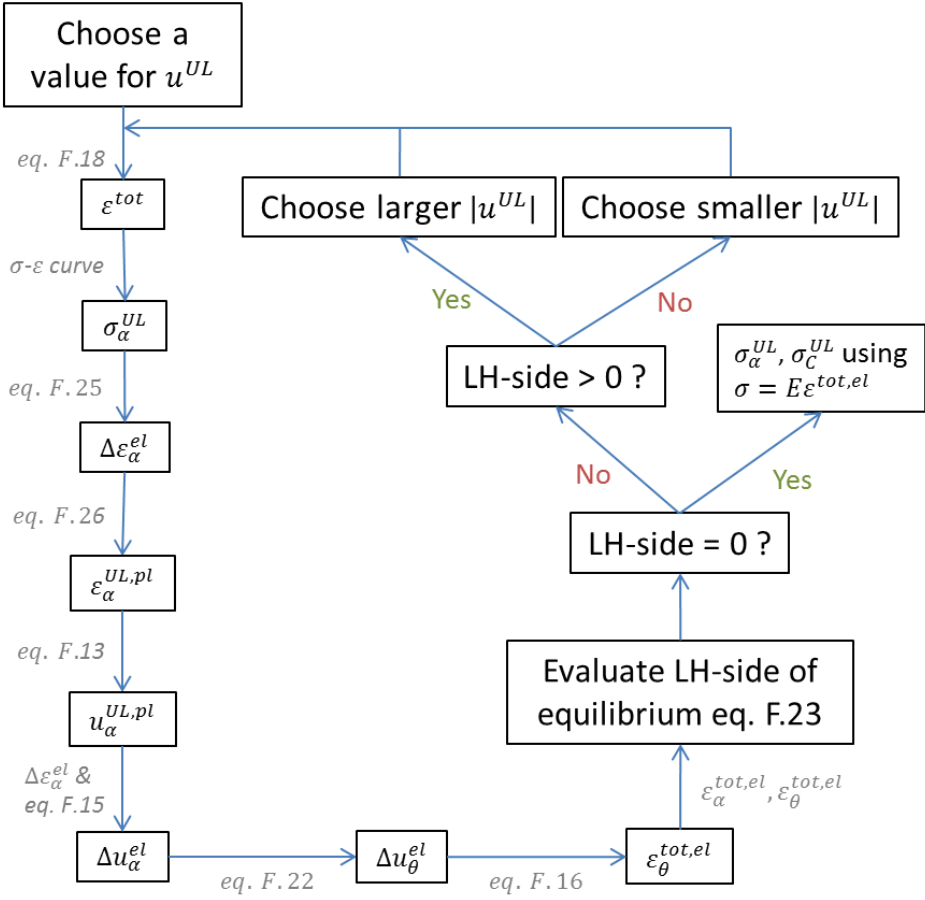 Choose a
value for u^{UL}
eq. F.18
ε^{tot}
σ-ε curve
σ_α^{UL}
eq. F.25
Δε_α^{el}
eq. F.26
ε_α^{UL,pl}
eq. F.13
u_α^{UL,pl}
Δε_α^{el} &
eq. F.15
Δu_α^{el}
eq. F.22
Δu_θ^{el}
eq. F.16
ε_θ^{tot,el}
ε_α^{tot,el}, ε_θ^{tot,el}
Evaluate LH-side of
equilibrium eq. F.23
LH-side = 0 ?
No
Yes
σ_α^{UL}, σ_C^{UL} using
σ = Eε^{tot,el}
LH-side > 0 ?
Yes
No
Choose larger |u^{UL}|
Choose smaller |u^{UL}|